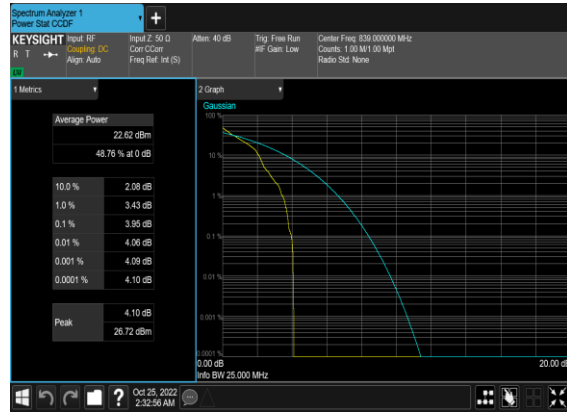 Spectrum Analyzer 1
Power Stat CCDF
KEYSIGHT
R T
LXI
Input: RF
Coupling: DC
Align: Auto
Input Z: 50 Ω
Corr CCorr
Freq Ref: Int (S)
Atten: 40 dB
Trig: Free Run
#IF Gain: Low
Center Freq: 839.000000 MHz
Counts: 1.00 M/1.00 Mpt
Radio Std: None
1 Metrics
Average Power
22.62 dBm
48.76 % at 0 dB
10.0 % 2.08 dB
1.0 % 3.43 dB
0.1 % 3.95 dB
0.01 % 4.06 dB
0.001 % 4.09 dB
0.0001 % 4.10 dB
Peak 4.10 dB
26.72 dBm
2 Graph
Gaussian
100 %
10 %
1 %
0.1 %
0.01 %
0.001 %
0.0001 %
0.00 dB
20.00 dB
Info BW 25.000 MHz
?
Oct 25, 2022
2:32:56 AM